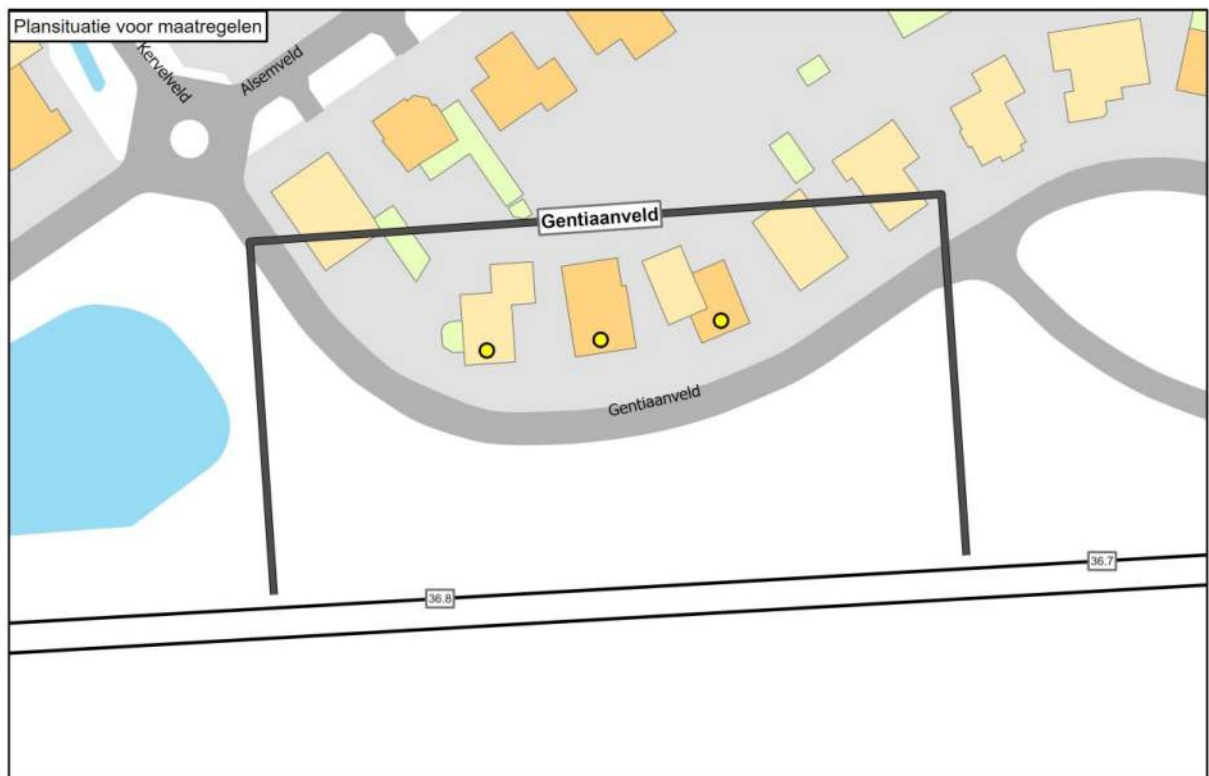 Plansituatie voor maatregelen
Kervelveld
Alsemveld
Gentiaanveld
Gentiaanveld
36.7
36.8